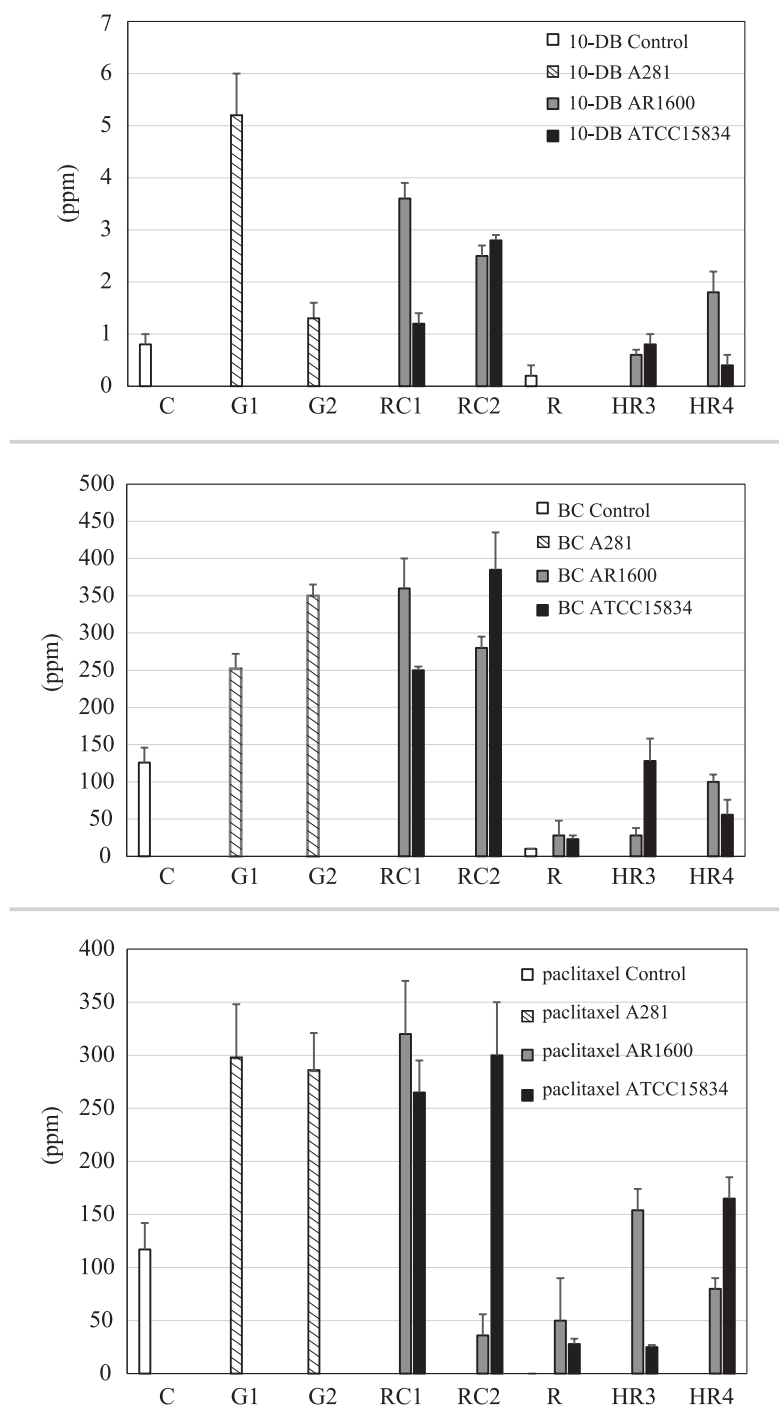 7
6
5
4
3
2
1
0
(ppm)
10-DB Control
10-DB A281
10-DB AR1600
10-DB ATCC15834
C G1 G2 RC1 RC2 R HR3 HR4
500
450
400
350
300
250
200
150
100
50
0
(ppm)
BC Control
BC A281
BC AR1600
BC ATCC15834
C G1 G2 RC1 RC2 R HR3 HR4
400
350
300
250
200
150
100
50
0
(ppm)
paclitaxel Control
paclitaxel A281
paclitaxel AR1600
paclitaxel ATCC15834
C G1 G2 RC1 RC2 R HR3 HR4